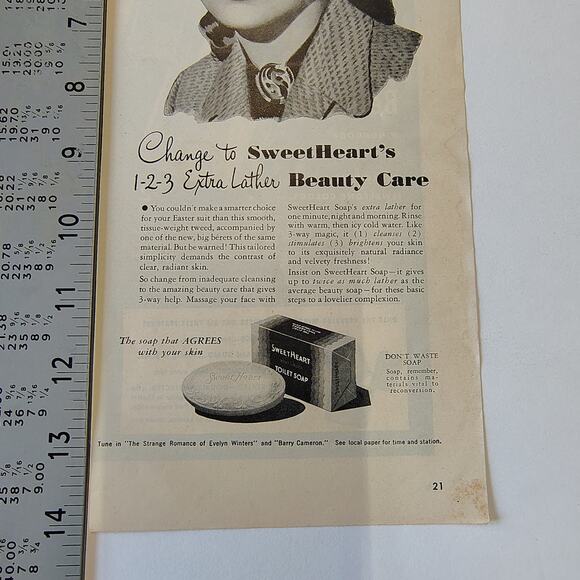 Change to SweetHeart's
1-2-3 Extra Lather Beauty Care
• You couldn't make a smarter choice
for your Easter suit than this smooth,
tissue-weight tweed, accompanied by
one of the new, big berets of the same
material. But be warned! This tailored
simplicity demands the contrast of
clear, radiant skin.
So change from inadequate cleansing
to the amazing beauty care that gives
3-way help. Massage your face with
SweetHeart Soap's extra lather for
one minute, night and morning. Rinse
with warm, then icy cold water. Like
3-way magic, it (1) cleanses (2)
stimulates (3) brightens your skin
to its exquisitely natural radiance
and velvety freshness!
Insist on SweetHeart Soap—it gives
up to twice as much lather as the
average beauty soap—for these basic
steps to a lovelier complexion.
The soap that AGREES
with your skin
SweetHeart
SWEETHEART
TOILET SOAP
DON'T WASTE
SOAP
Soap, remember,
contains ma-
terials vital to
reconversion.
Tune in "The Strange Romance of Evelyn Winters" and "Barry Cameron." See local paper for time and station.
21
7
8
9
10
11
12
13
14